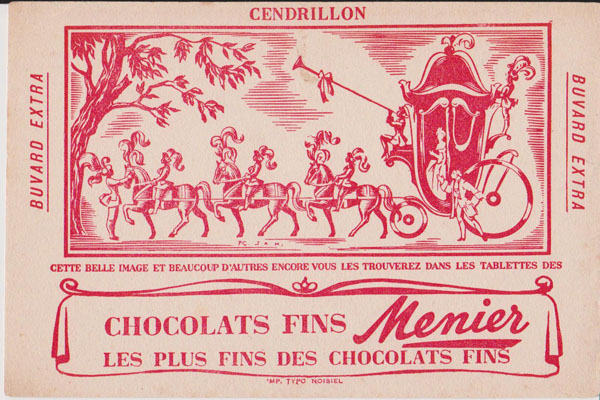 CENDRILLON
BUVARD EXTRA
BUVARD EXTRA
CETTE BELLE IMAGE ET BEAUCOUP D'AUTRES ENCORE VOUS LES TROUVEREZ DANS LES TABLETTES DES
CHOCOLATS FINS Menier
LES PLUS FINS DES CHOCOLATS FINS
IMP. TYPO NOISIEL